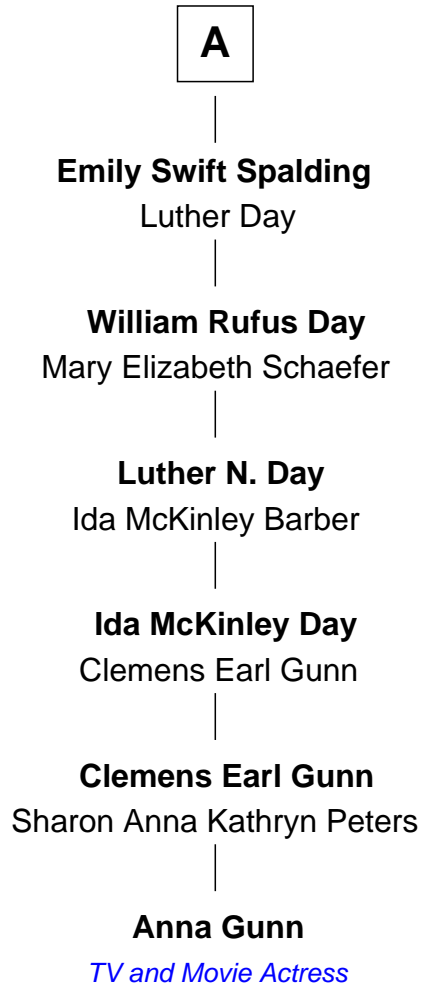 A
Emily Swift Spalding
Luther Day
William Rufus Day
Mary Elizabeth Schaefer
Luther N. Day
Ida McKinley Barber
Ida McKinley Day
Clemens Earl Gunn
Clemens Earl Gunn
Sharon Anna Kathryn Peters
Anna Gunn
TV and Movie Actress